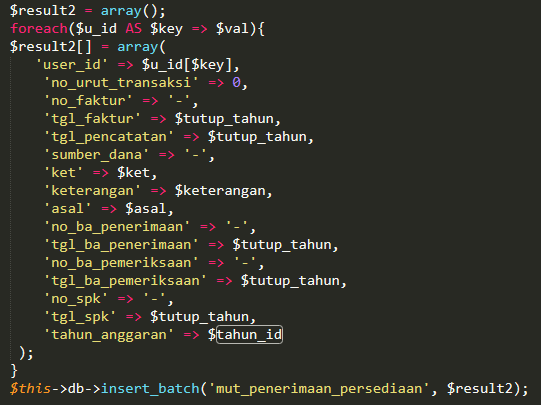 $result2 = array();
foreach($u_id AS $key => $val){
$result2[] = array(
'user_id' => $u_id[$key],
'no_urut_transaksi' => 0,
'no_faktur' => '-',
'tgl_faktur' => $tutup_tahun,
'tgl_pencatatan' => $tutup_tahun,
'sumber_dana' => '-',
'ket' => $ket,
'keterangan' => $keterangan,
'asal' => $asal,
'no_ba_penerimaan' => '-',
'tgl_ba_penerimaan' => $tutup_tahun,
'no_ba_pemeriksaan' => '-',
'tgl_ba_pemeriksaan' => $tutup_tahun,
'no_spk' => '-',
'tgl_spk' => $tutup_tahun,
'tahun_anggaran' => $tahun_id
);
}
$this->db->insert_batch('mut_penerimaan_persediaan', $result2);